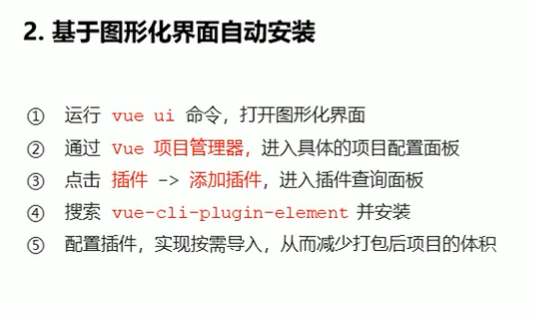 2. 基于图形化界面自动安装
① 运行 vue ui 命令，打开图形化界面
② 通过 Vue 项目管理器，进入具体的项目配置面板
③ 点击 插件 -> 添加插件，进入插件查询面板
④ 搜索 vue-cli-plugin-element 并安装
⑤ 配置插件，实现按需导入，从而减少打包后项目的体积